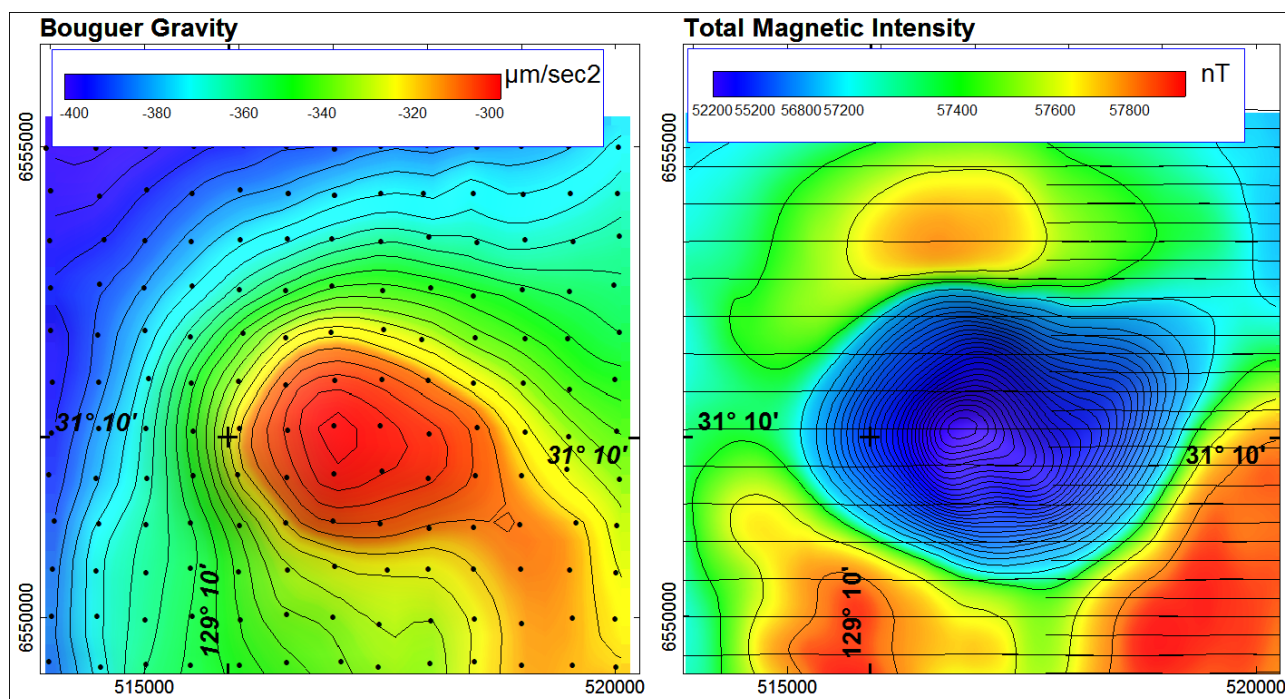 Bouguer Gravity
µm/sec2
-400 -380 -360 -340 -320 -300
6555000
31° 10'
31° 10'
129° 10'
6550000
515000 520000
Total Magnetic Intensity
nT
52200 55200 56800 57200 57400 57600 57800
6555000
31° 10'
31° 10'
129° 10'
6550000
515000 520000